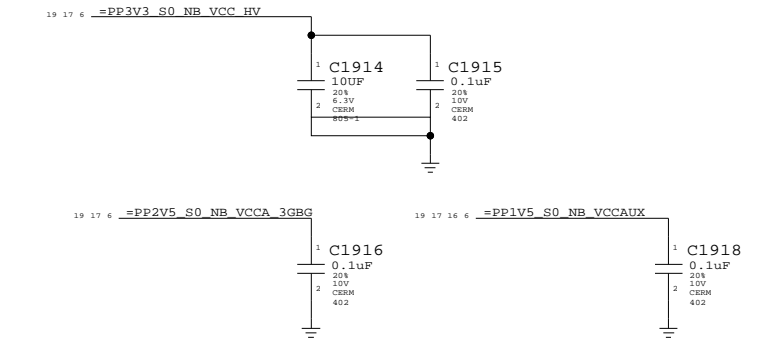 19 17 6 =PP3V3_S0_NB_VCC_HV
1 C1914
10UF
20%
6.3V
2 CERM
805-1
1 C1915
0.1uF
20%
10V
2 CERM
402
19 17 6 =PP2V5_S0_NB_VCCA_3GBG
1 C1916
0.1uF
20%
10V
2 CERM
402
19 17 16 6 =PP1V5_S0_NB_VCCAUX
1 C1918
0.1uF
20%
10V
2 CERM
402